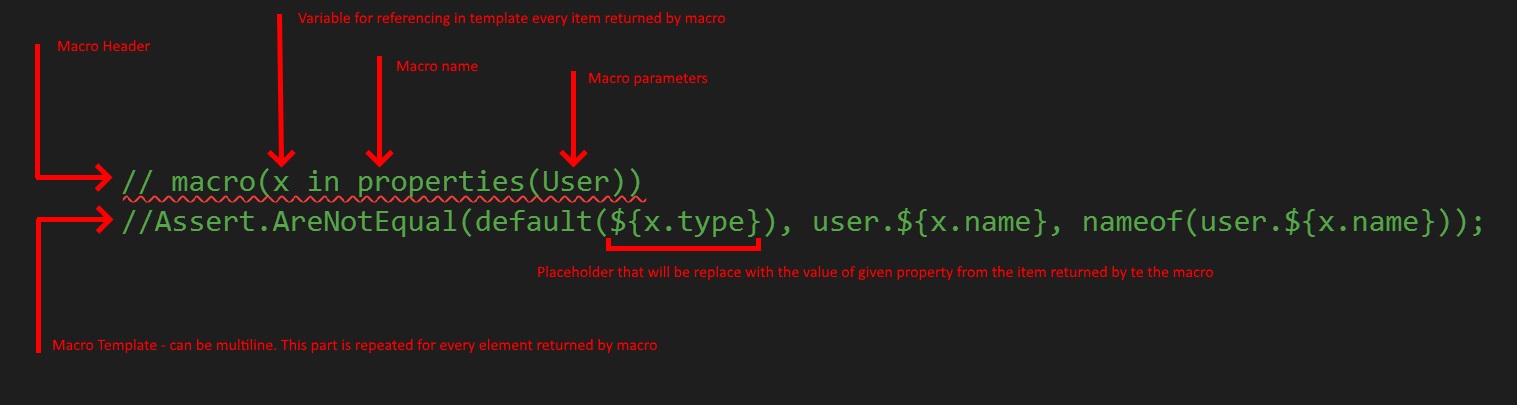 Variable for referencing in template every item returned by macro
Macro Header
Macro name
Macro parameters
// macro(x in properties(User))
//Assert.AreNotEqual(default(${x.type}), user.${x.name}, nameof(user.${x.name}));
Placeholder that will be replace with the value of given property from the item returned by te the macro
Macro Template - can be multiline. This part is repeated for every element returned by macro